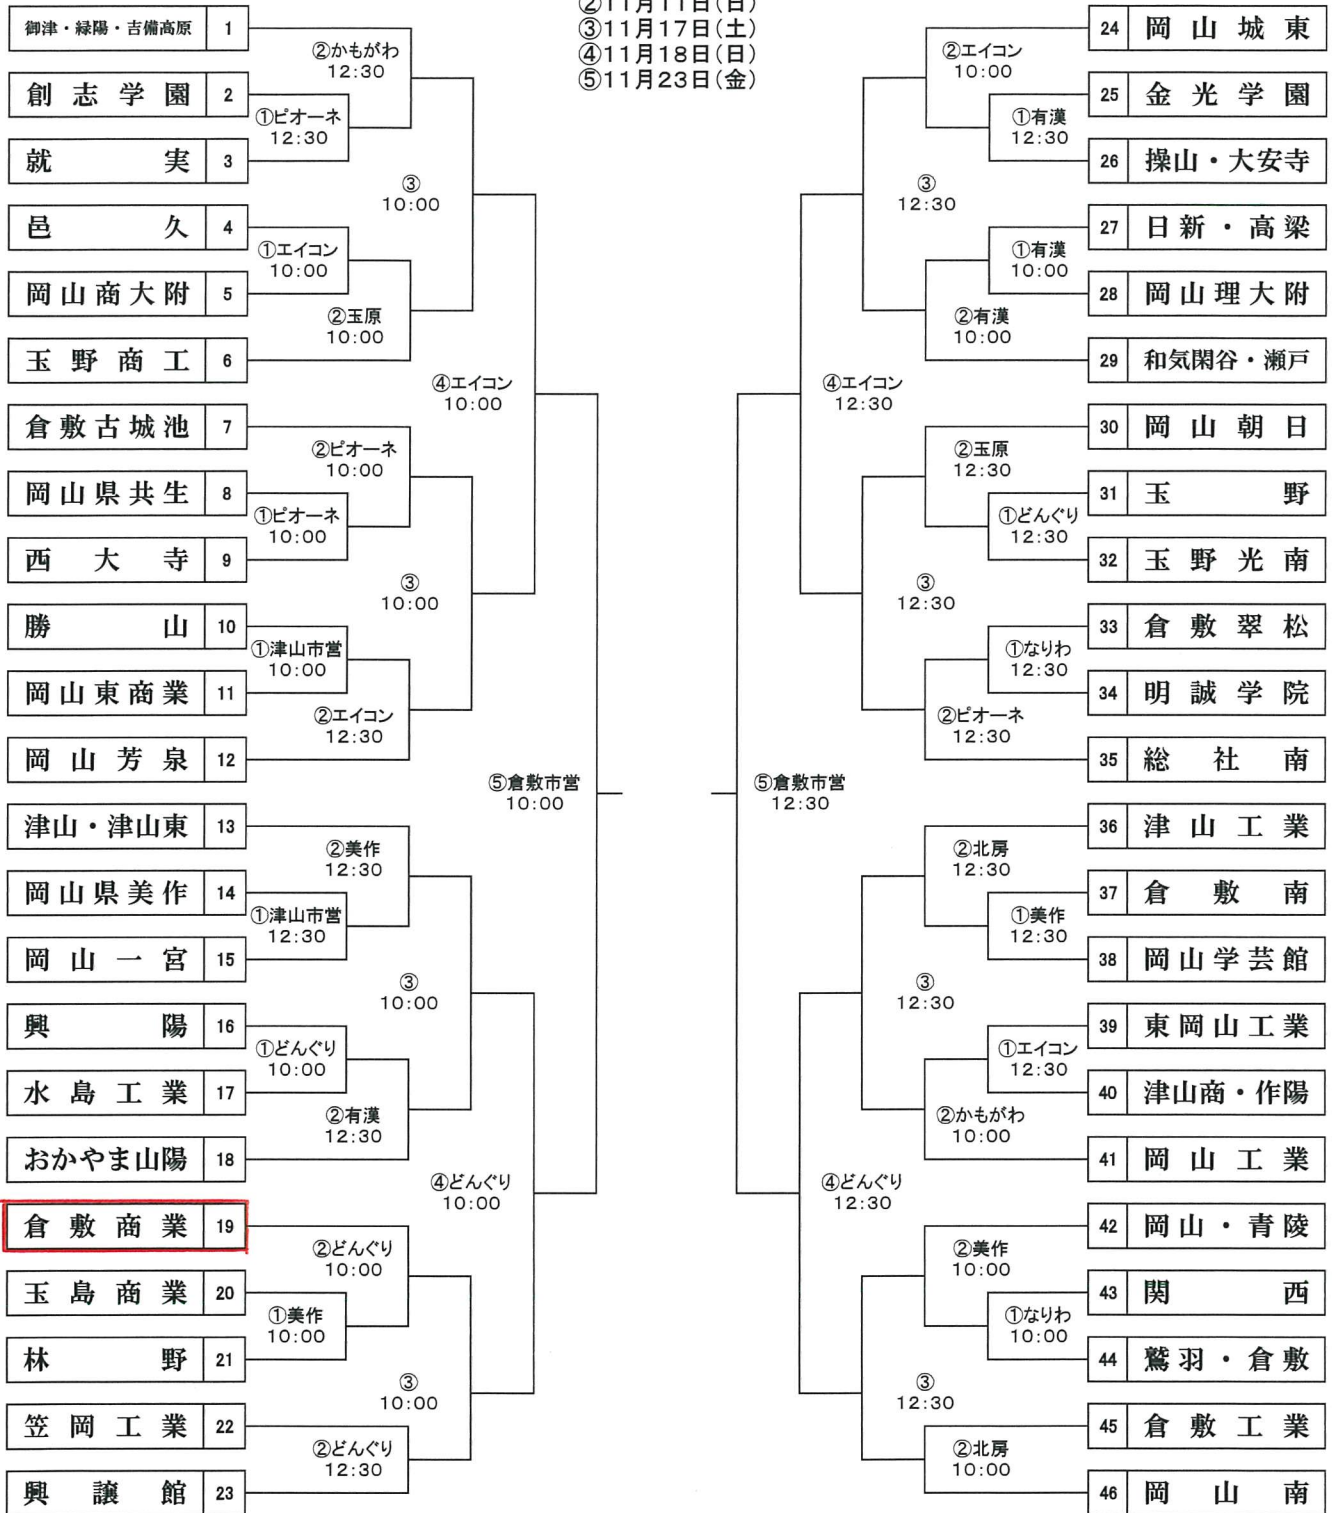 ②11月11日(日)
③11月17日(土)
④11月18日(日)
⑤11月23日(金)
御津・緑陽・吉備高原 1
②かもがわ
12:30
創志学園 2
①ピオーネ
12:30
就実 3
③
10:00
邑久 4
①エイコン
10:00
岡山商大附 5
②玉原
10:00
玉野商工 6
④エイコン
10:00
倉敷古城池 7
②ピオーネ
10:00
岡山県共生 8
①ピオーネ
10:00
西大寺 9
③
10:00
勝山 10
①津山市営
10:00
岡山東商業 11
②エイコン
12:30
岡山芳泉 12
⑤倉敷市営
10:00
津山・津山東 13
②美作
12:30
岡山県美作 14
①津山市営
12:30
岡山一宮 15
③
10:00
興陽 16
①どんぐり
10:00
水島工業 17
②有漢
12:30
おかやま山陽 18
④どんぐり
10:00
倉敷商業 19
②どんぐり
10:00
玉島商業 20
①美作
10:00
林野 21
③
10:00
笠岡工業 22
②どんぐり
12:30
興譲館 23
24 岡山城東
②エイコン
10:00
25 金光学園
①有漢
12:30
26 操山・大安寺
③
12:30
27 日新・高梁
①有漢
10:00
28 岡山理大附
②有漢
10:00
29 和気閑谷・瀬戸
④エイコン
12:30
30 岡山朝日
②玉原
12:30
31 玉野
①どんぐり
12:30
32 玉野光南
③
12:30
33 倉敷翠松
①なりわ
12:30
34 明誠学院
②ピオーネ
12:30
35 総社南
⑤倉敷市営
12:30
36 津山工業
②北房
12:30
37 倉敷南
①美作
12:30
38 岡山学芸館
③
12:30
39 東岡山工業
①エイコン
12:30
40 津山商・作陽
②かもがわ
10:00
41 岡山工業
④どんぐり
12:30
42 岡山・青陵
②美作
10:00
43 関西
①なりわ
10:00
44 鷲羽・倉敷
③
12:30
45 倉敷工業
②北房
10:00
46 岡山南